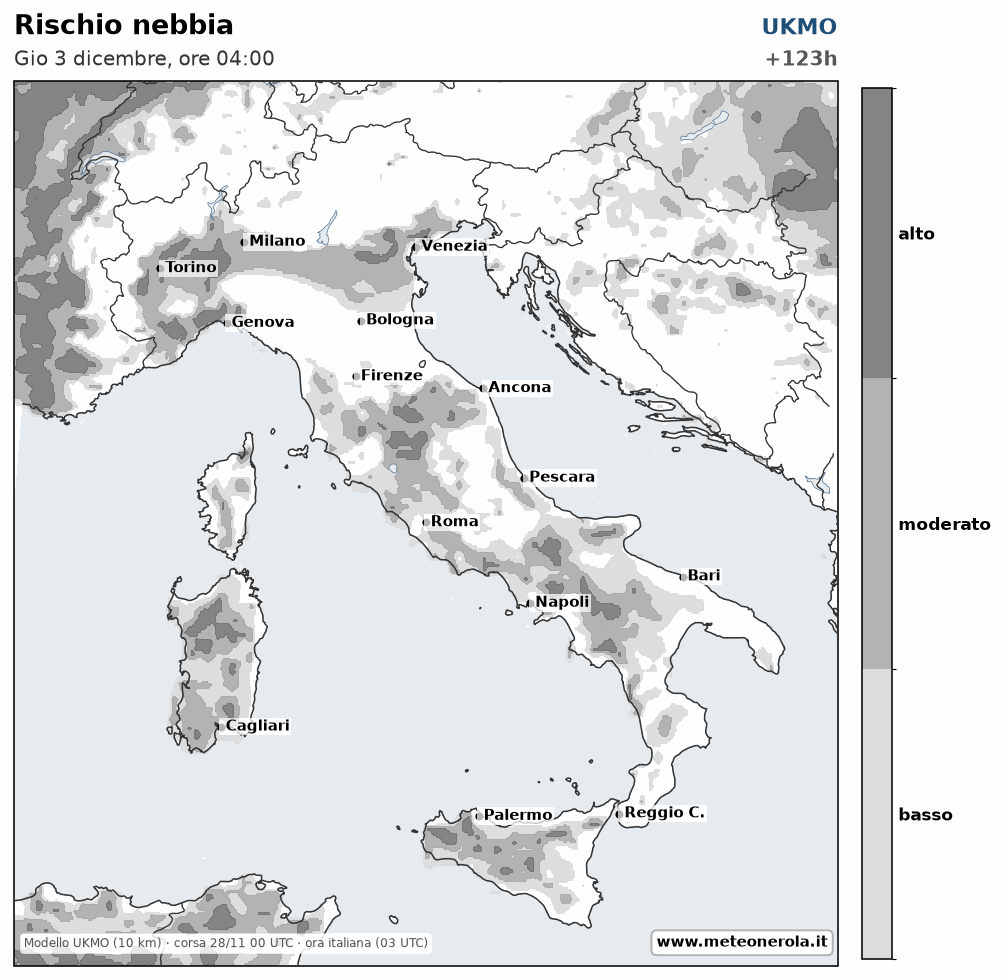 Rischio nebbia
UKMO
Gio 3 dicembre, ore 04:00
+123h
Milano
Venezia
Torino
Genova
Bologna
Firenze
Ancona
Pescara
Roma
Bari
Napoli
Cagliari
Palermo
Reggio C.
alto
moderato
basso
Modello UKMO (10 km) · corsa 28/11 00 UTC · ora italiana (03 UTC)
www.meteonerola.it